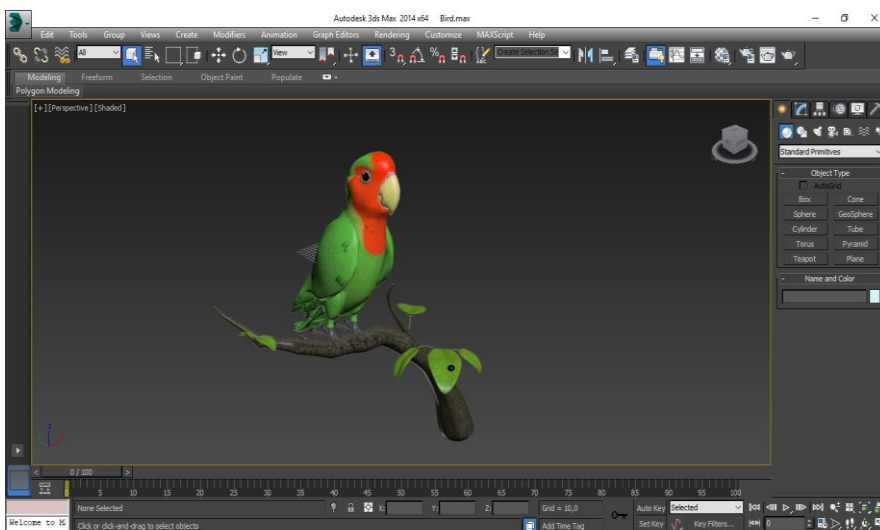 Autodesk 3ds Max 2014 x64 Bird.max
Edit Tools Group Views Create Modifiers Animation Graph Editors Rendering Customize MAXScript Help
All View 3 Create Selection Se
Modeling Freeform Selection Object Paint Populate
Polygon Modeling
[+][Perspective][Shaded]
Standard Primitives
- Object Type
AutoGrid
Box Cone
Sphere GeoSphere
Cylinder Tube
Torus Pyramid
Teapot Plane
- Name and Color
< 0 / 100 >
0 5 10 15 20 25 30 35 40 45 50 55 60 65 70 75 80 85 90 95 100
None Selected X: Y: Z: Grid = 10,0 Auto Key Selected
Welcome to M Click or click-and-drag to select objects Add Time Tag Set Key Key Filters... 0